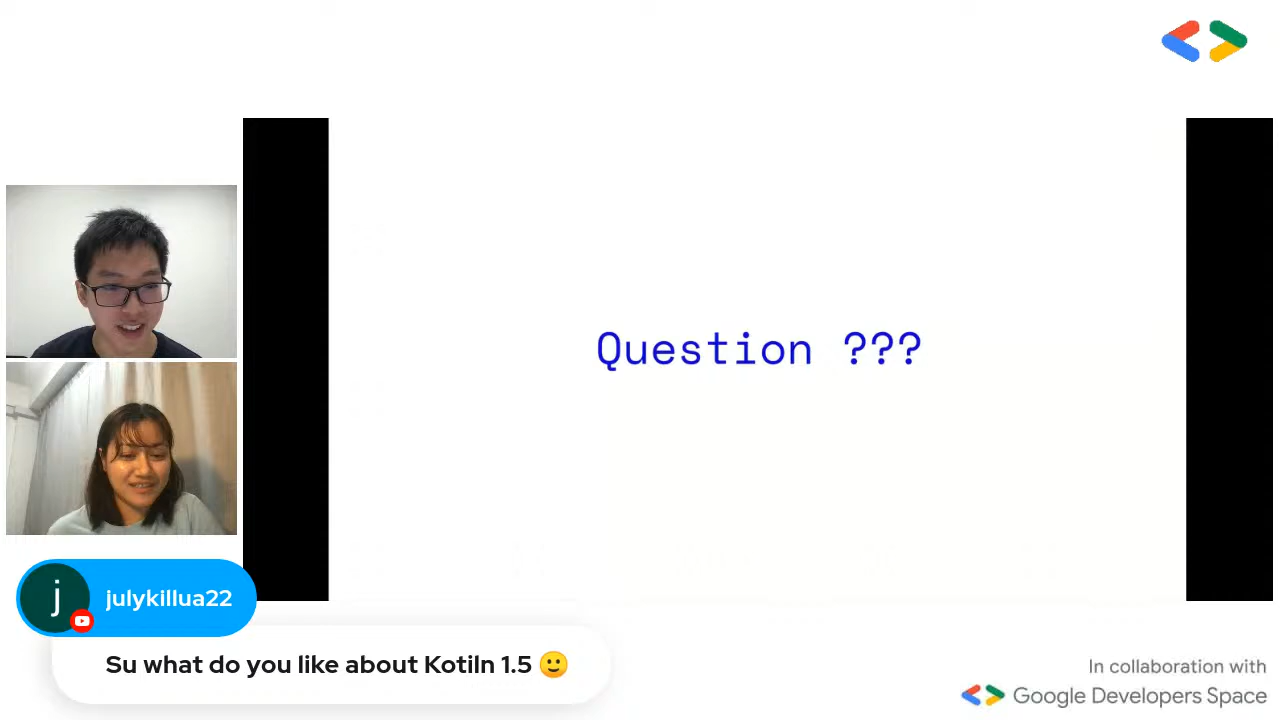 Question ???
j
julykillua22
Su what do you like about Kotiln 1.5 🙂
In collaboration with
Google Developers Space